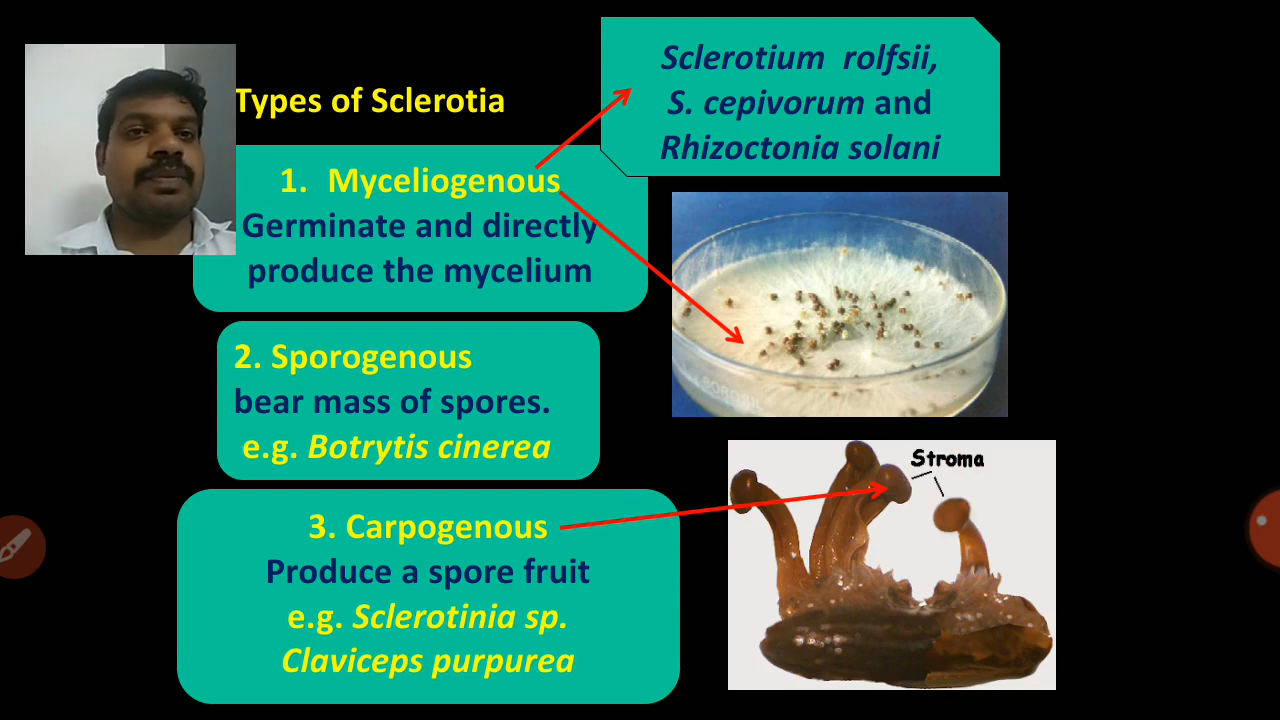 Types of Sclerotia
Sclerotium rolfsii,
S. cepivorum and
Rhizoctonia solani
1. Myceliogenous
Germinate and directly
produce the mycelium
2. Sporogenous
bear mass of spores.
e.g. Botrytis cinerea
3. Carpogenous
Produce a spore fruit
e.g. Sclerotinia sp.
Claviceps purpurea
Stroma
BOROSIL